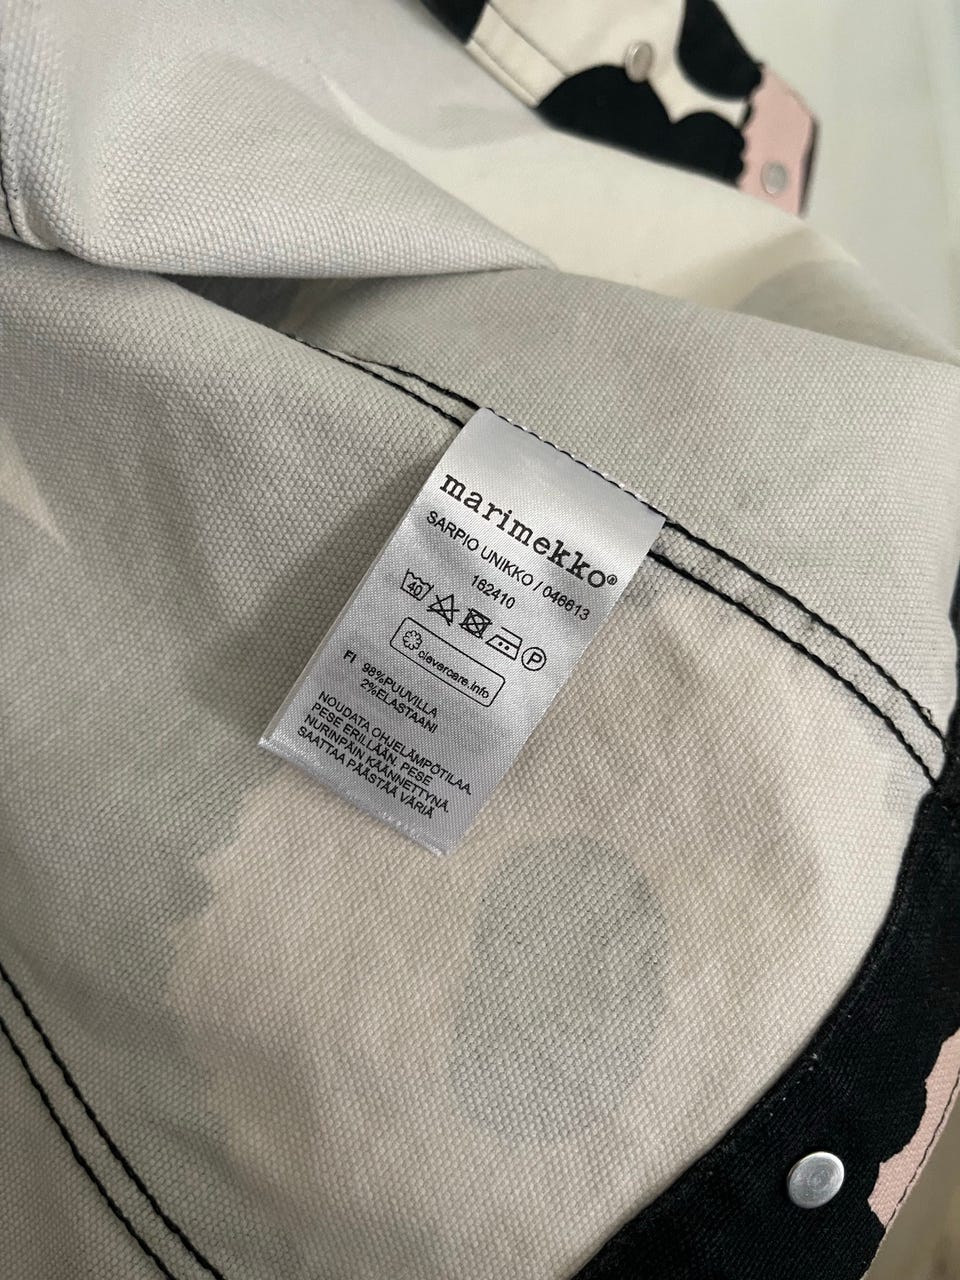 marimekko®
SARPIO UNIKKO / 046613
162410
40 P
clevercare.info
FI 98%PUUVILLA
2%ELASTAANI
NOUDATA OHJELÄMPÖTILAA.
PESE ERILLÄÄN. PESE
NURINPÄIN KÄÄNNETTYNÄ.
SAATTAA PÄÄSTÄÄ VÄRIÄ